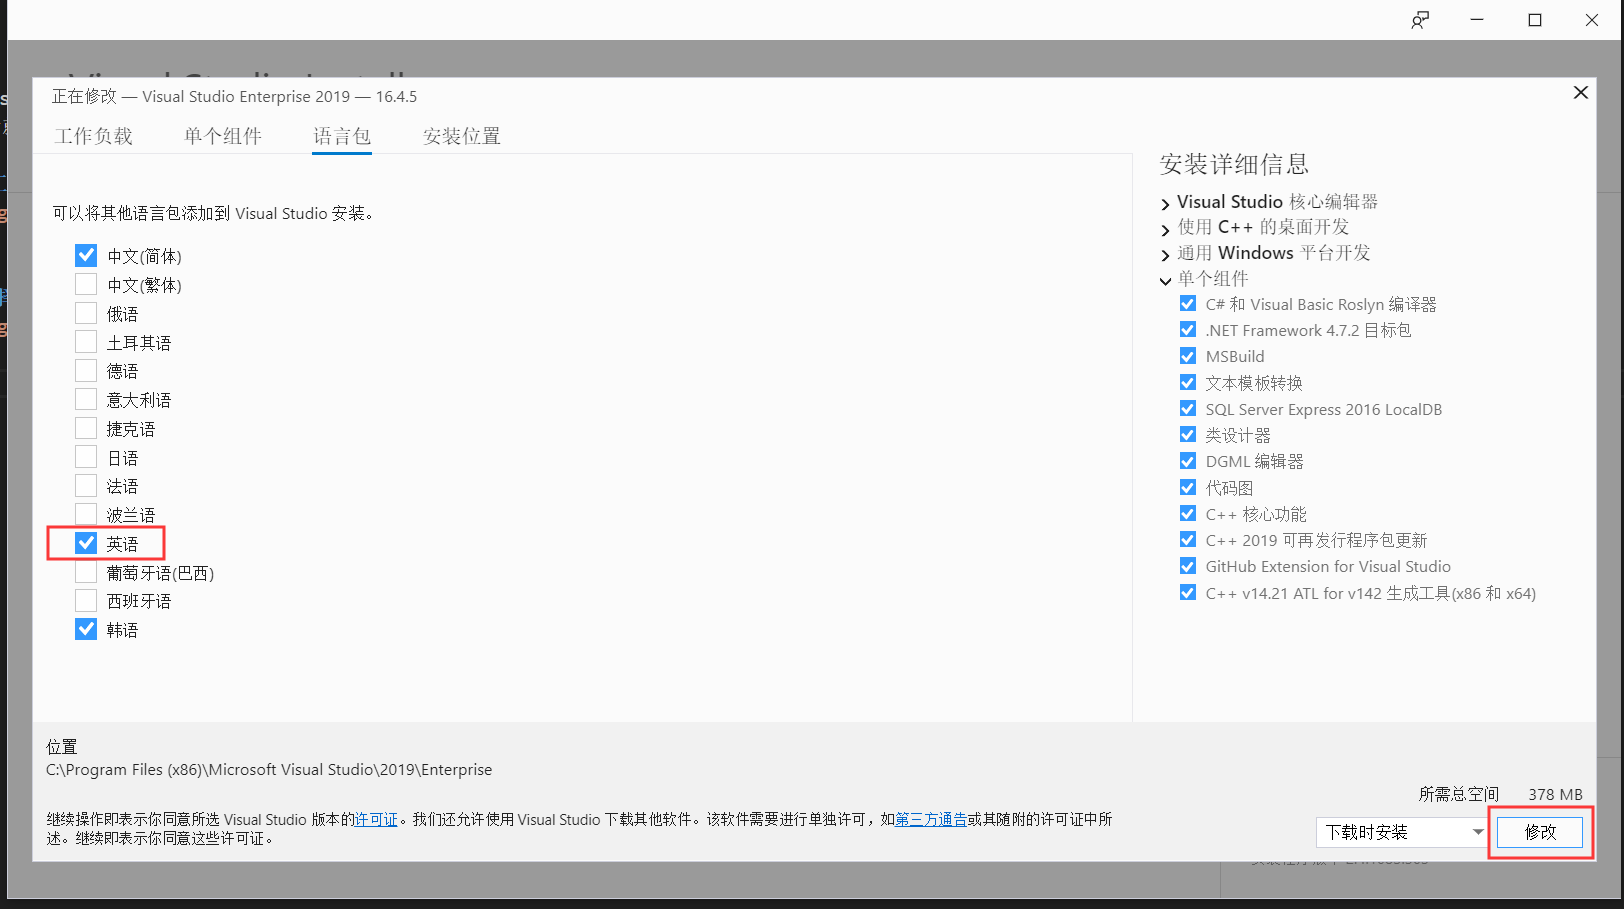 正在修改 — Visual Studio Enterprise 2019 — 16.4.5
工作负载 单个组件 语言包 安装位置
可以将其他语言包添加到 Visual Studio 安装。
中文(简体)
中文(繁体)
俄语
土耳其语
德语
意大利语
捷克语
日语
法语
波兰语
英语
葡萄牙语(巴西)
西班牙语
韩语
安装详细信息
Visual Studio 核心编辑器
使用 C++ 的桌面开发
通用 Windows 平台开发
单个组件
C# 和 Visual Basic Roslyn 编译器
.NET Framework 4.7.2 目标包
MSBuild
文本模板转换
SQL Server Express 2016 LocalDB
类设计器
DGML 编辑器
代码图
C++ 核心功能
C++ 2019 可再发行程序包更新
GitHub Extension for Visual Studio
C++ v14.21 ATL for v142 生成工具(x86 和 x64)
位置
C:\Program Files (x86)\Microsoft Visual Studio\2019\Enterprise
所需总空间 378 MB
继续操作即表示你同意所选 Visual Studio 版本的许可证。我们还允许使用 Visual Studio 下载其他软件。该软件需要进行单独许可，如第三方通告或其随附的许可证中所
述。继续即表示你同意这些许可证。
下载时安装
修改